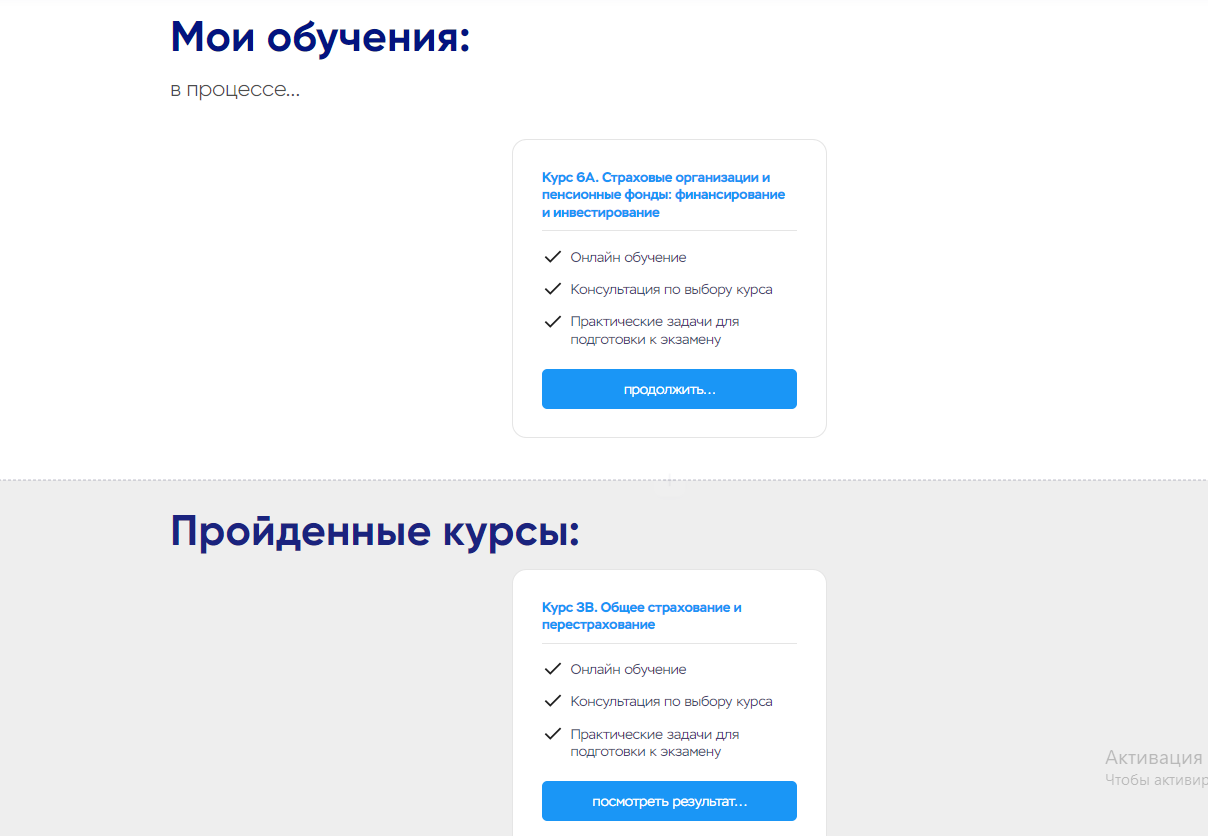 Мои обучения:
в процессе...
Курс 6А. Страховые организации и
пенсионные фонды: финансирование
и инвестирование
Онлайн обучение
Консультация по выбору курса
Практические задачи для
подготовки к экзамену
продолжить...
Пройденные курсы:
Курс 3В. Общее страхование и
перестрахование
Онлайн обучение
Консультация по выбору курса
Практические задачи для
подготовки к экзамену
посмотреть результат...
Активация
Чтобы активир